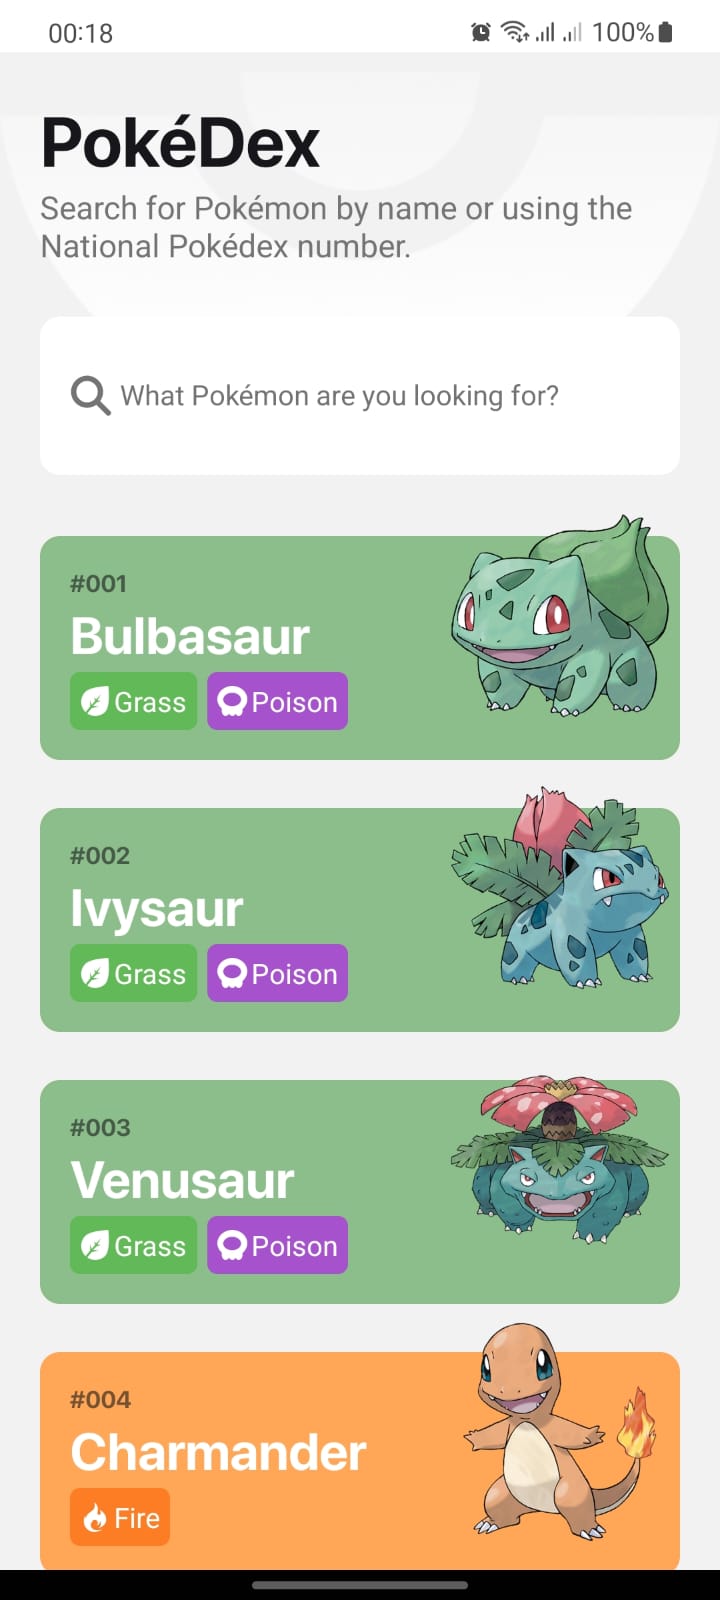 00:18
100%
PokéDex
Search for Pokémon by name or using the
National Pokédex number.
What Pokémon are you looking for?
#001
Bulbasaur
Grass Poison
#002
Ivysaur
Grass Poison
#003
Venusaur
Grass Poison
#004
Charmander
Fire